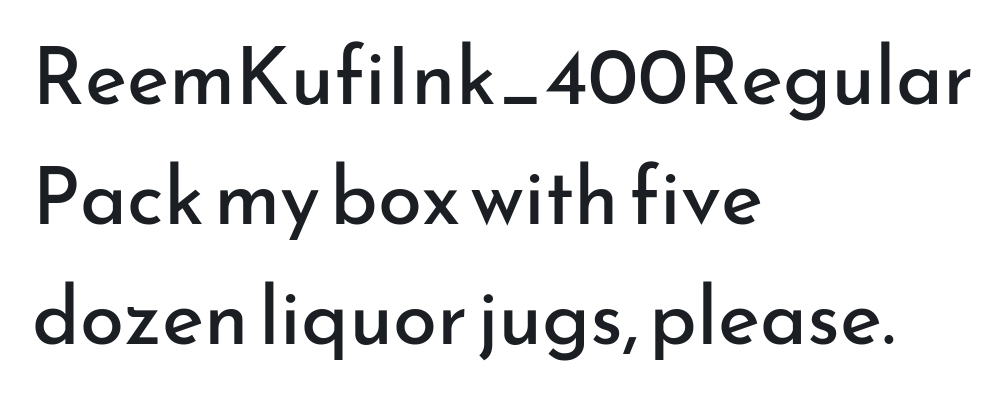 ReemKufiInk_400Regular
Pack my box with five
dozen liquor jugs, please.